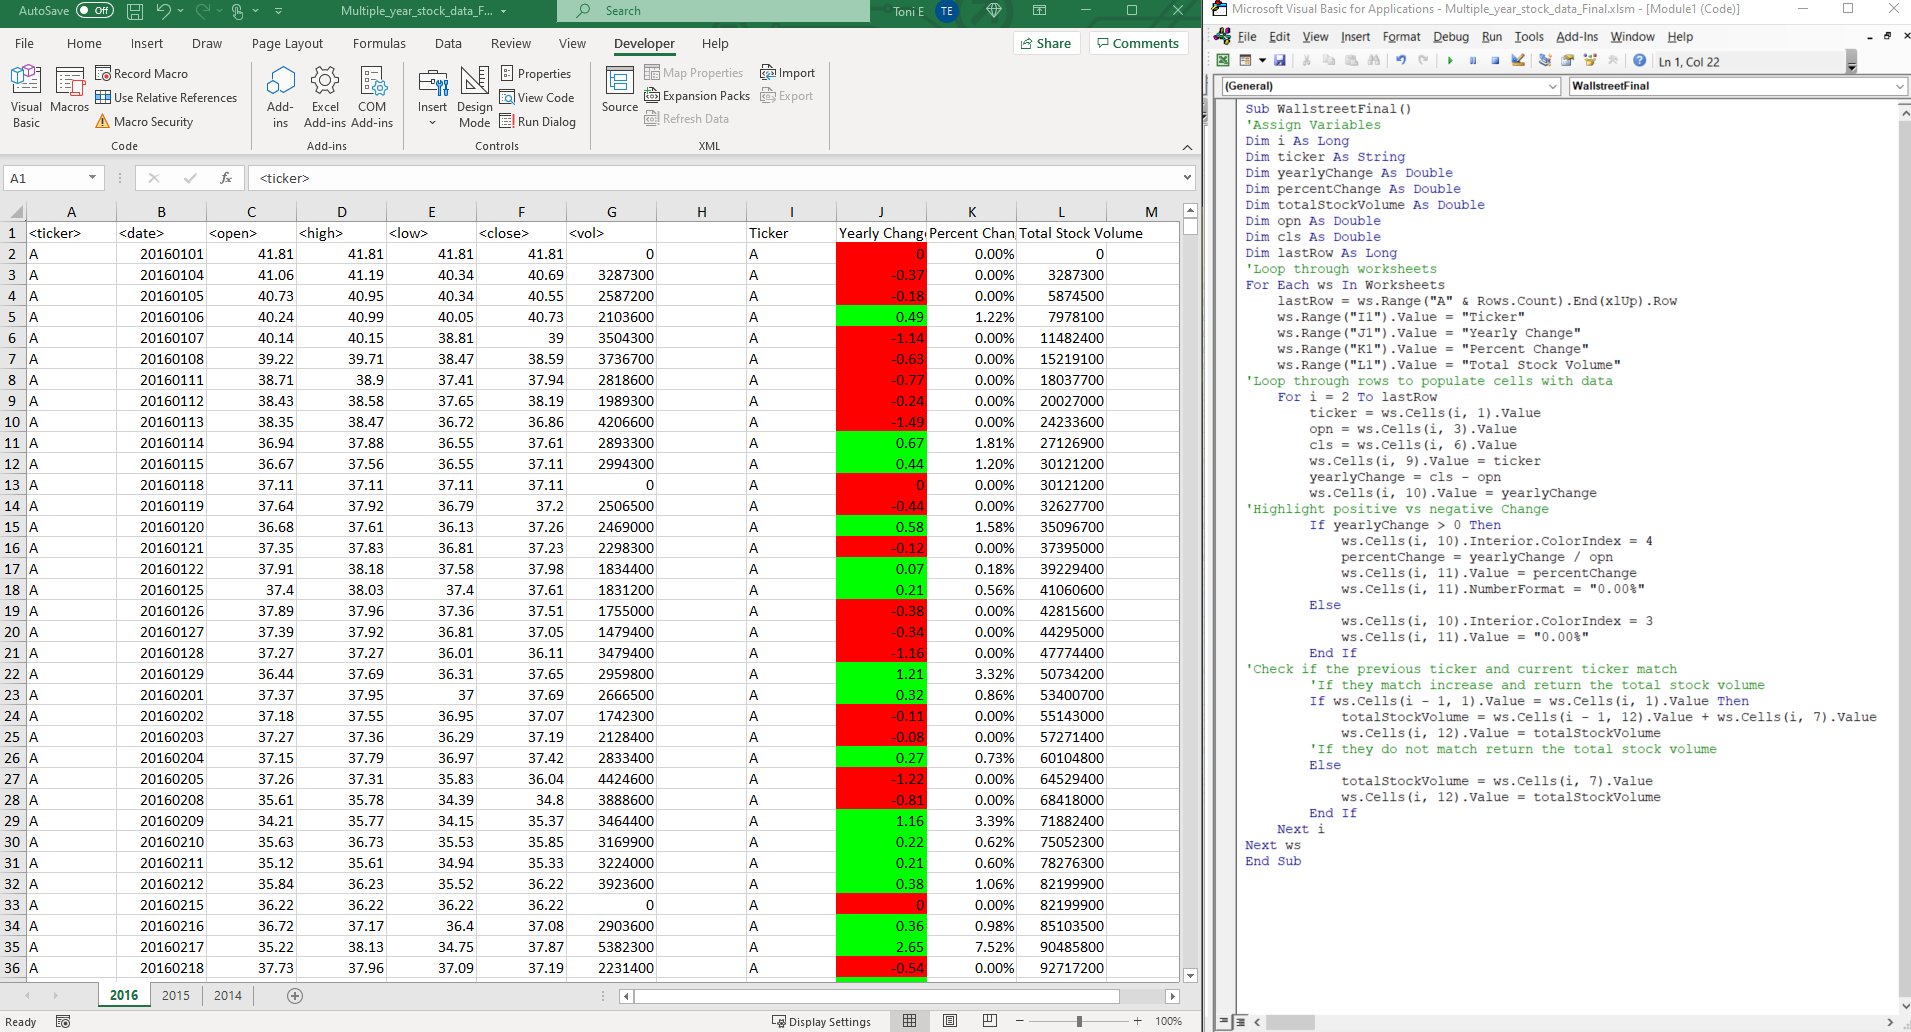 AutoSave Off Multiple_year_stock_data_F... Search Toni E TE
File Home Insert Draw Page Layout Formulas Data Review View Developer Help Share Comments
Visual Basic
Macros
Record Macro
Use Relative References
Macro Security
Code
Add-ins
Excel Add-ins
COM Add-ins
Add-ins
Insert
Design Mode
Properties
View Code
Run Dialog
Controls
Source
Map Properties
Expansion Packs
Refresh Data
Import
Export
XML
A1 fx <ticker>
A B C D E F G H I J K L M
1 <ticker> <date> <open> <high> <low> <close> <vol> Ticker Yearly Chang Percent Chan Total Stock Volume
2 A 20160101 41.81 41.81 41.81 41.81 0 A 0 0.00% 0
3 A 20160104 41.06 41.19 40.34 40.69 3287300 A -0.37 0.00% 3287300
4 A 20160105 40.73 40.95 40.34 40.55 2587200 A -0.18 0.00% 5874500
5 A 20160106 40.24 40.99 40.05 40.73 2103600 A 0.49 1.22% 7978100
6 A 20160107 40.14 40.15 38.81 39 3504300 A -1.14 0.00% 11482400
7 A 20160108 39.22 39.71 38.47 38.59 3736700 A -0.63 0.00% 15219100
8 A 20160111 38.71 38.9 37.41 37.94 2818600 A -0.77 0.00% 18037700
9 A 20160112 38.43 38.58 37.65 38.19 1989300 A -0.24 0.00% 20027000
10 A 20160113 38.35 38.47 36.72 36.86 4206600 A -1.49 0.00% 24233600
11 A 20160114 36.94 37.88 36.55 37.61 2893300 A 0.67 1.81% 27126900
12 A 20160115 36.67 37.56 36.55 37.11 2994300 A 0.44 1.20% 30121200
13 A 20160118 37.11 37.11 37.11 37.11 0 A 0 0.00% 30121200
14 A 20160119 37.64 37.92 36.79 37.2 2506500 A -0.44 0.00% 32627700
15 A 20160120 36.68 37.61 36.13 37.26 2469000 A 0.58 1.58% 35096700
16 A 20160121 37.35 37.83 36.81 37.23 2298300 A -0.12 0.00% 37395000
17 A 20160122 37.91 38.18 37.58 37.98 1834400 A 0.07 0.18% 39229400
18 A 20160125 37.4 38.03 37.4 37.61 1831200 A 0.21 0.56% 41060600
19 A 20160126 37.89 37.96 37.36 37.51 1755000 A -0.38 0.00% 42815600
20 A 20160127 37.39 37.92 36.81 37.05 1479400 A -0.34 0.00% 44295000
21 A 20160128 37.27 37.27 36.01 36.11 3479400 A -1.16 0.00% 47774400
22 A 20160129 36.44 37.69 36.31 37.65 2959800 A 1.21 3.32% 50734200
23 A 20160201 37.37 37.95 37 37.69 2666500 A 0.32 0.86% 53400700
24 A 20160202 37.18 37.55 36.95 37.07 1742300 A -0.11 0.00% 55143000
25 A 20160203 37.27 37.36 36.29 37.19 2128400 A -0.08 0.00% 57271400
26 A 20160204 37.15 37.79 36.97 37.42 2833400 A 0.27 0.73% 60104800
27 A 20160205 37.26 37.31 35.83 36.04 4424600 A -1.22 0.00% 64529400
28 A 20160208 35.61 35.78 34.39 34.8 3888600 A -0.81 0.00% 68418000
29 A 20160209 34.21 35.77 34.15 35.37 3464400 A 1.16 3.39% 71882400
30 A 20160210 35.63 36.73 35.53 35.85 3169900 A 0.22 0.62% 75052300
31 A 20160211 35.12 35.61 34.94 35.33 3224000 A 0.21 0.60% 78276300
32 A 20160212 35.84 36.23 35.52 36.22 3923600 A 0.38 1.06% 82199900
33 A 20160215 36.22 36.22 36.22 36.22 0 A 0 0.00% 82199900
34 A 20160216 36.72 37.17 36.4 37.08 2903600 A 0.36 0.98% 85103500
35 A 20160217 35.22 38.13 34.75 37.87 5382300 A 2.65 7.52% 90485800
36 A 20160218 37.73 37.96 37.09 37.19 2231400 A -0.54 0.00% 92717200
2016 2015 2014
Ready Display Settings 100%
Microsoft Visual Basic for Applications - Multiple_year_stock_data_Final.xlsm - [Module1 (Code)]
File Edit View Insert Format Debug Run Tools Add-Ins Window Help
Ln 1, Col 22
(General) WallstreetFinal
Sub WallstreetFinal()
'Assign Variables
Dim i As Long
Dim ticker As String
Dim yearlyChange As Double
Dim percentChange As Double
Dim totalStockVolume As Double
Dim opn As Double
Dim cls As Double
Dim lastRow As Long
'Loop through worksheets
For Each ws In Worksheets
lastRow = ws.Range("A" & Rows.Count).End(xlUp).Row
ws.Range("I1").Value = "Ticker"
ws.Range("J1").Value = "Yearly Change"
ws.Range("K1").Value = "Percent Change"
ws.Range("L1").Value = "Total Stock Volume"
'Loop through rows to populate cells with data
For i = 2 To lastRow
ticker = ws.Cells(i, 1).Value
opn = ws.Cells(i, 3).Value
cls = ws.Cells(i, 6).Value
ws.Cells(i, 9).Value = ticker
yearlyChange = cls - opn
ws.Cells(i, 10).Value = yearlyChange
'Highlight positive vs negative Change
If yearlyChange > 0 Then
ws.Cells(i, 10).Interior.ColorIndex = 4
percentChange = yearlyChange / opn
ws.Cells(i, 11).Value = percentChange
ws.Cells(i, 11).NumberFormat = "0.00%"
Else
ws.Cells(i, 10).Interior.ColorIndex = 3
ws.Cells(i, 11).Value = "0.00%"
End If
'Check if the previous ticker and current ticker match
'If they match increase and return the total stock volume
If ws.Cells(i - 1, 1).Value = ws.Cells(i, 1).Value Then
totalStockVolume = ws.Cells(i - 1, 12).Value + ws.Cells(i, 7).Value
ws.Cells(i, 12).Value = totalStockVolume
'If they do not match return the total stock volume
Else
totalStockVolume = ws.Cells(i, 7).Value
ws.Cells(i, 12).Value = totalStockVolume
End If
Next i
Next ws
End Sub